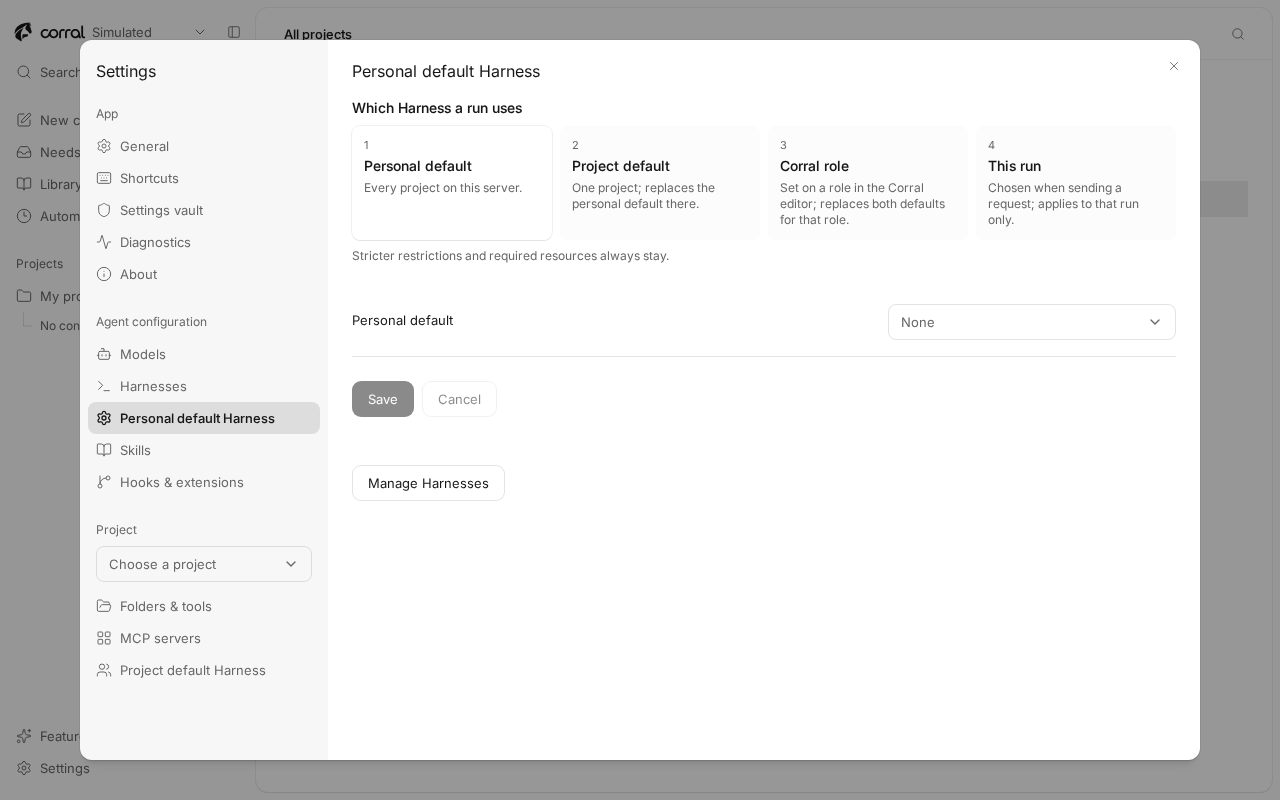 corral Simulated
All projects
Search
New c
Needs
Library
Autom
Projects
My pro
No con
Featur
Settings
Settings
App
General
Shortcuts
Settings vault
Diagnostics
About
Agent configuration
Models
Harnesses
Personal default Harness
Skills
Hooks & extensions
Project
Choose a project
Folders & tools
MCP servers
Project default Harness
Personal default Harness
Which Harness a run uses
1
Personal default
Every project on this server.
2
Project default
One project; replaces the
personal default there.
3
Corral role
Set on a role in the Corral
editor; replaces both defaults
for that role.
4
This run
Chosen when sending a
request; applies to that run
only.
Stricter restrictions and required resources always stay.
Personal default
None
Save
Cancel
Manage Harnesses